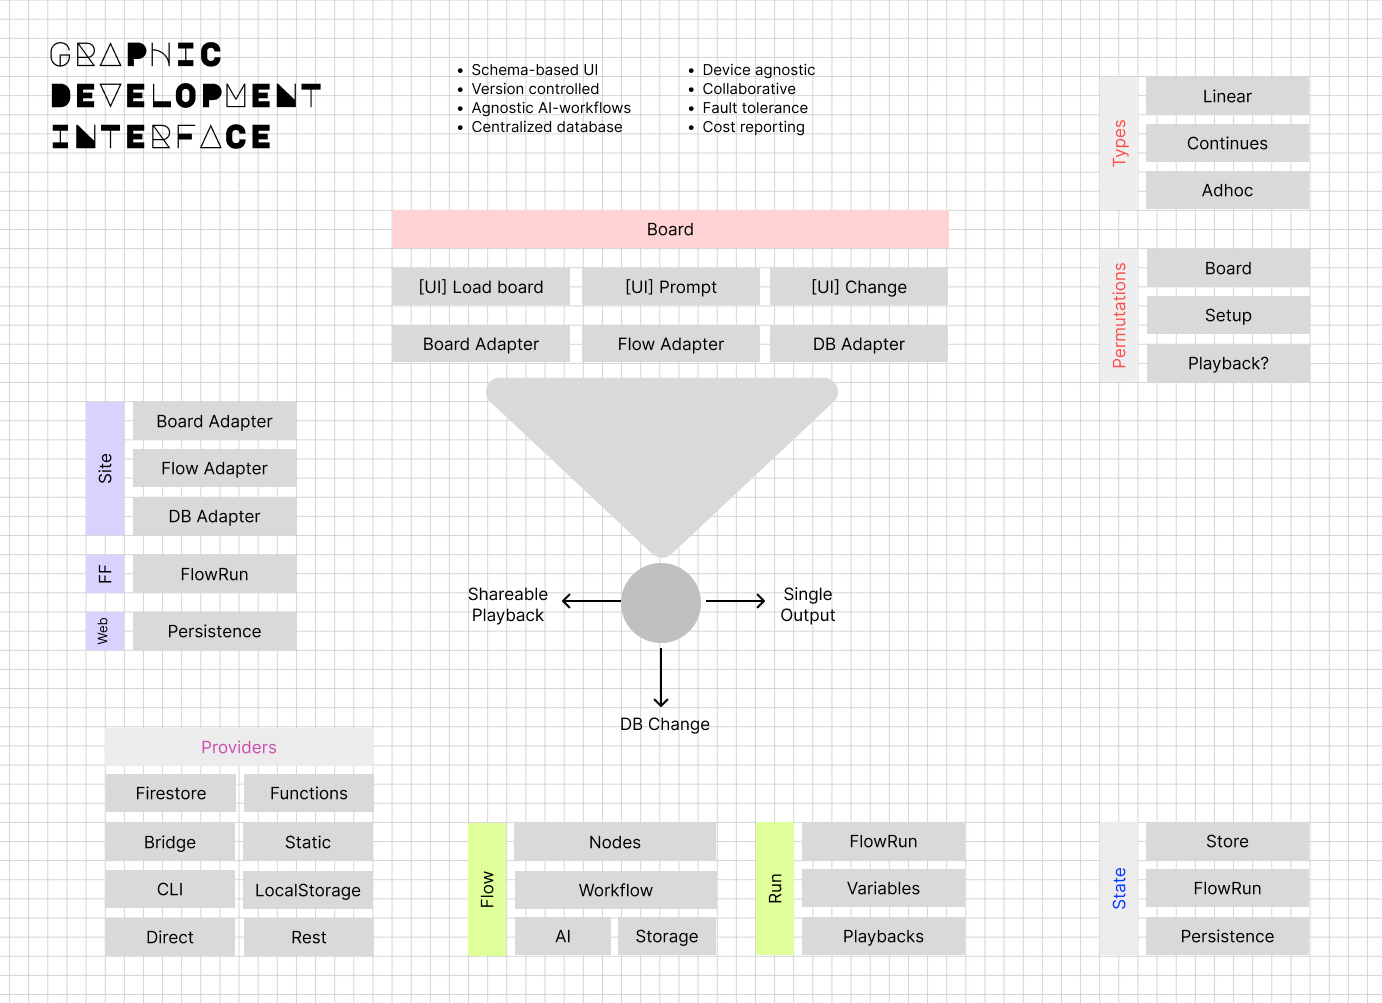 GRAPHIC
DEVELOPMENT
INTERFACE
• Schema-based UI
• Version controlled
• Agnostic AI-workflows
• Centralized database
• Device agnostic
• Collaborative
• Fault tolerance
• Cost reporting
Types
Linear
Continues
Adhoc
Board
[UI] Load board
[UI] Prompt
[UI] Change
Board Adapter
Flow Adapter
DB Adapter
Permutations
Board
Setup
Playback?
Site
Board Adapter
Flow Adapter
DB Adapter
FF
FlowRun
Web
Persistence
Shareable
Playback
Single
Output
DB Change
Providers
Firestore
Functions
Bridge
Static
CLI
LocalStorage
Direct
Rest
Flow
Nodes
Workflow
AI
Storage
Run
FlowRun
Variables
Playbacks
State
Store
FlowRun
Persistence